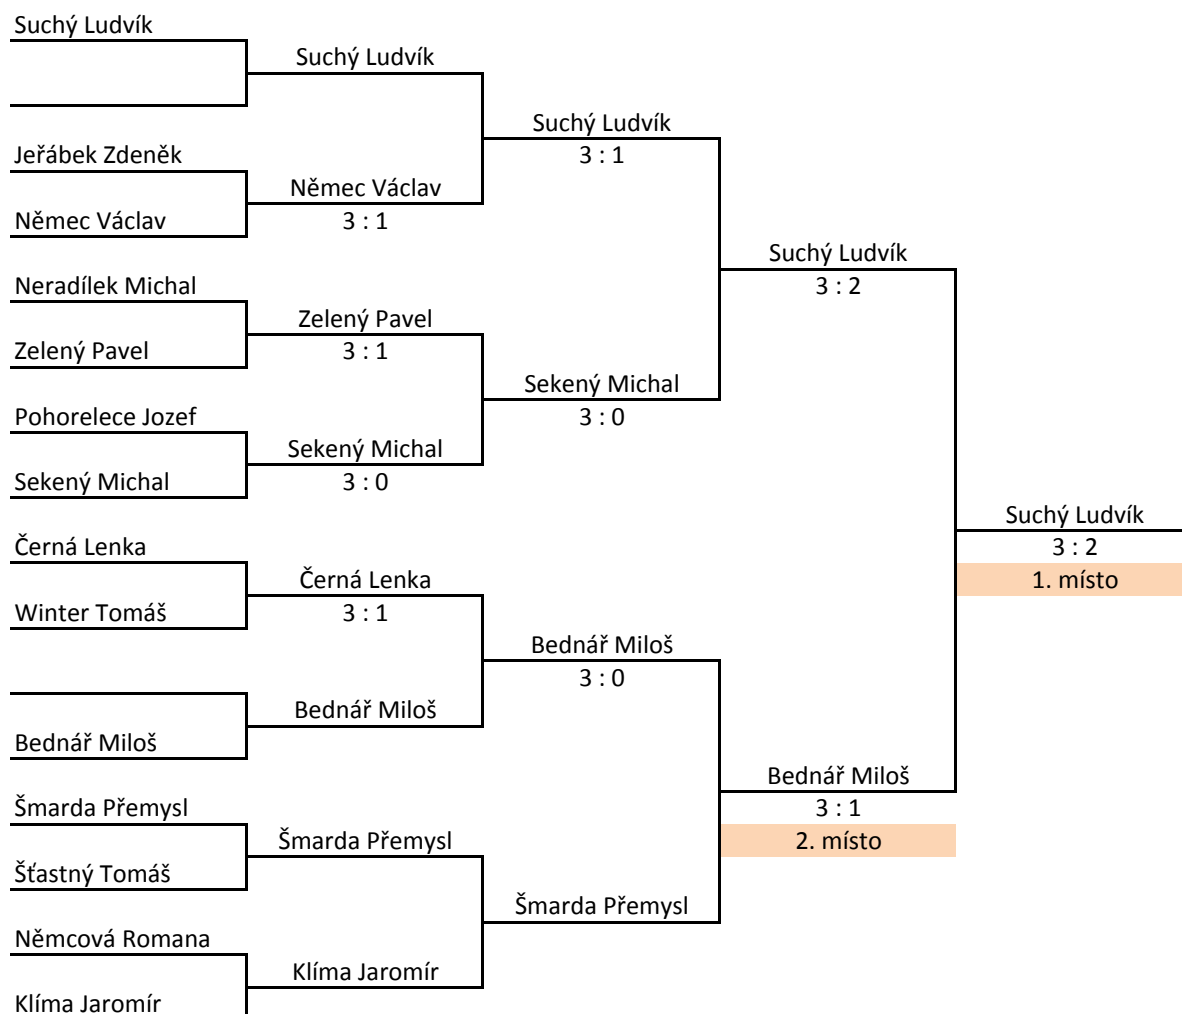 Suchý Ludvík
Suchý Ludvík
Suchý Ludvík
3 : 1
Jeřábek Zdeněk
Němec Václav
Němec Václav
3 : 1
Suchý Ludvík
3 : 2
Neradílek Michal
Zelený Pavel
Zelený Pavel
3 : 1
Sekený Michal
3 : 0
Pohorelece Jozef
Sekený Michal
Sekený Michal
3 : 0
Suchý Ludvík
3 : 2
1. místo
Černá Lenka
Černá Lenka
Winter Tomáš
3 : 1
Bednář Miloš
3 : 0
Bednář Miloš
Bednář Miloš
Bednář Miloš
3 : 1
2. místo
Šmarda Přemysl
Šmarda Přemysl
Šťastný Tomáš
Šmarda Přemysl
Němcová Romana
Klíma Jaromír
Klíma Jaromír